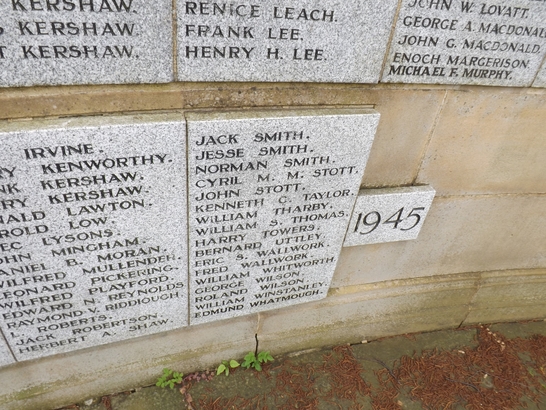 KERSHAW.
KERSHAW.
KERSHAW.
RENICE LEACH.
FRANK LEE.
HENRY H. LEE.
JOHN W. LOVATT.
GEORGE A. MACDONALD
JOHN G. MACDONALD.
ENOCH MARGERISON.
MICHAEL F. MURPHY.
IRVINE.
KENWORTHY.
KERSHAW.
KERSHAW.
LAWTON.
LOW.
LYSONS.
MINGHAM.
B. MORAN.
WILFRED MULLENDER.
LEONARD PICKERING.
WILFRED PLAYFORD.
EDWARD N. REYNOLDS
RAYMOND V. RIDDIOUGH.
ROBERTS.
JACK ROBERTSON.
HERBERT A. SHAW
JACK SMITH.
JESSE SMITH.
NORMAN SMITH.
CYRIL M. M. STOTT.
JOHN STOTT.
KENNETH C. TAYLOR.
WILLIAM THARBY.
WILLIAM S. THOMAS.
HARRY TOWERS.
BERNARD UTTLEY.
ERIC S. WALLWORK.
FRED WALLWORK.
WILLIAM WHITWORTH
GEORGE WILSON.
ROLAND WILSON.
WILLIAM WINSTANLEY.
EDMUND WHATMOUGH.
1945